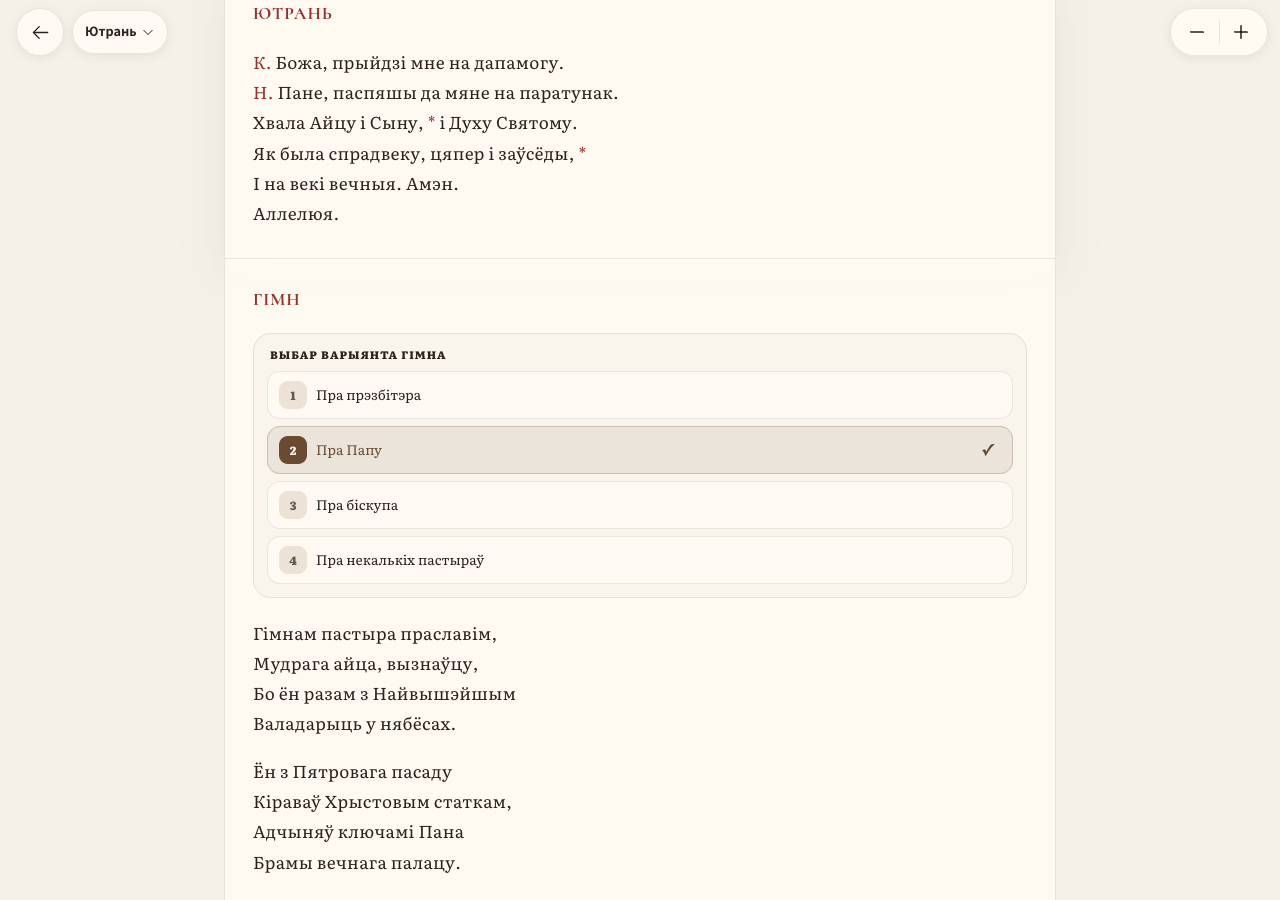 Ютрань
ЮТРАНЬ
К. Божа, прыйдзі мне на дапамогу.
Н. Пане, паспяшы да мяне на паратунак.
Хвала Айцу і Сыну, * і Духу Святому.
Як была спрадвеку, цяпер і заўсёды, *
І на векі вечныя. Амэн.
Аллелюя.
ГІМН
ВЫБАР ВАРЫЯНТА ГІМНА
1 Пра прэзбітэра
2 Пра Папу ✓
3 Пра біскупа
4 Пра некалькіх пастыраў
Гімнам пастыра праславім,
Мудрага айца, вызнаўцу,
Бо ён разам з Найвышэйшым
Валадарыць у нябёсах.
Ён з Пятровага пасаду
Кіраваў Хрыстовым статкам,
Адчыняў ключамі Пана
Брамы вечнага палацу.